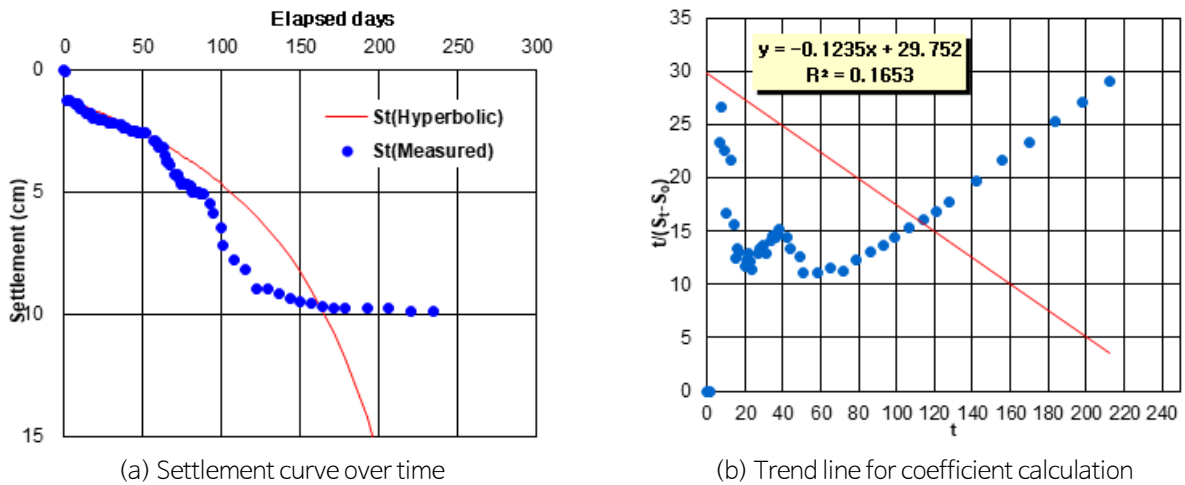 Elapsed days
0 50 100 150 200 250 300
0
5
10
15
Settlement (cm)
St(Hyperbolic)
St(Measured)
(a) Settlement curve over time
35
30
25
20
15
10
5
0
t/(Sₜ-Sₒ)
y = -0.1235x + 29.752
R² = 0.1653
0 20 40 60 80 100 120 140 160 180 200 220 240
t
(b) Trend line for coefficient calculation